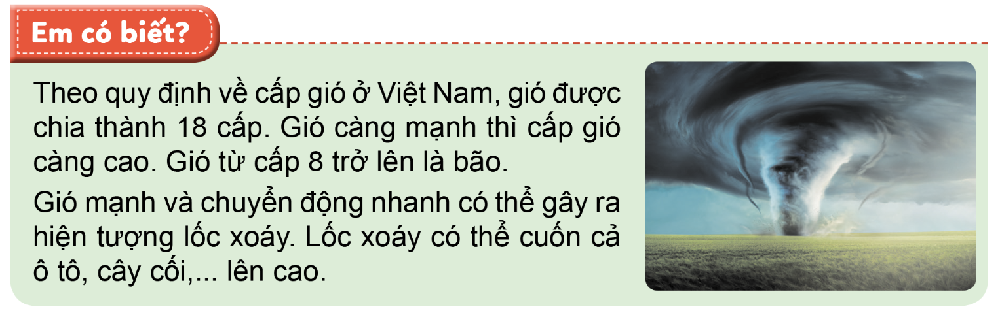 Em có biết?
Theo quy định về cấp gió ở Việt Nam, gió được
chia thành 18 cấp. Gió càng mạnh thì cấp gió
càng cao. Gió từ cấp 8 trở lên là bão.
Gió mạnh và chuyển động nhanh có thể gây ra
hiện tượng lốc xoáy. Lốc xoáy có thể cuốn cả
ô tô, cây cối,... lên cao.